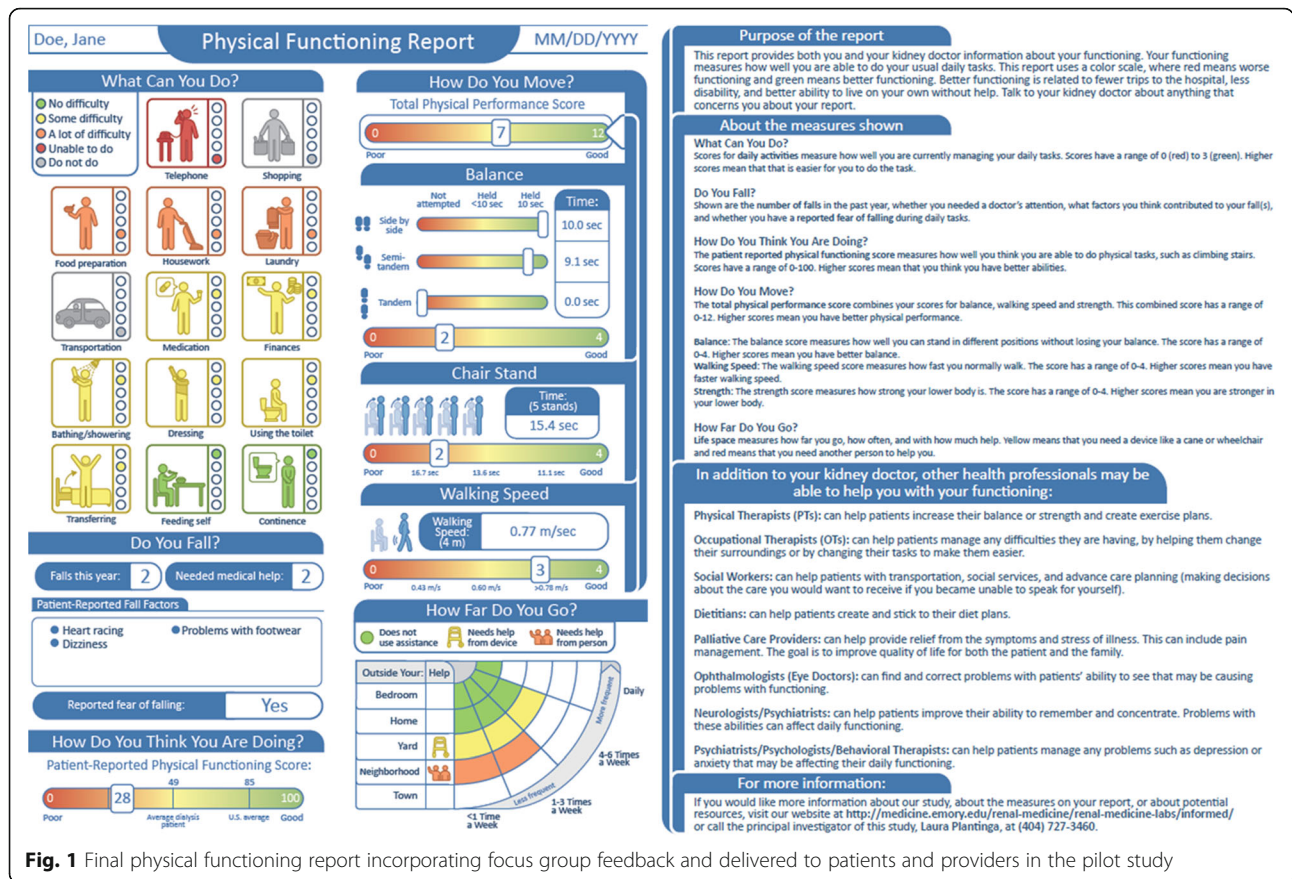 Doe, Jane
Physical Functioning Report
MM/DD/YYYY
What Can You Do?
No difficulty
Some difficulty
A lot of difficulty
Unable to do
Do not do
Telephone
Shopping
Food preparation
Housework
Laundry
Transportation
Medication
Finances
Bathing/showering
Dressing
Using the toilet
Transferring
Feeding self
Continence
Do You Fall?
Falls this year: 2
Needed medical help: 2
Patient-Reported Fall Factors
Heart racing
Problems with footwear
Dizziness
Reported fear of falling: Yes
How Do You Think You Are Doing?
Patient-Reported Physical Functioning Score:
49 85
0 28 100
Poor
Average dialysis
patient
U.S. average
Good
How Do You Move?
Total Physical Performance Score
0 7 12
Poor Good
Balance
Not
attempted
Held
<10 sec
Held
10 sec
Time:
Side by
side
10.0 sec
Semi-
tandem
9.1 sec
Tandem
0.0 sec
0 2 4
Poor Good
Chair Stand
Time:
(5 stands)
15.4 sec
0 2 4
Poor 16.7 sec 13.6 sec 11.1 sec Good
Walking Speed
Walking
Speed:
(4 m)
0.77 m/sec
0 3 4
Poor 0.43 m/s 0.60 m/s >0.78 m/s Good
How Far Do You Go?
Does not
use assistance
Needs help
from device
Needs help
from person
Outside Your: Help
Bedroom
Home
Yard
Neighborhood
Town
Daily
More frequent
4-6 Times
a Week
Less frequent
1-3 Times
a Week
<1 Time
a Week
Purpose of the report
This report provides both you and your kidney doctor information about your functioning. Your functioning
measures how well you are able to do your usual daily tasks. This report uses a color scale, where red means worse
functioning and green means better functioning. Better functioning is related to fewer trips to the hospital, less
disability, and better ability to live on your own without help. Talk to your kidney doctor about anything that
concerns you about your report.
About the measures shown
What Can You Do?
Scores for daily activities measure how well you are currently managing your daily tasks. Scores have a range of 0 (red) to 3 (green). Higher
scores mean that that is easier for you to do the task.
Do You Fall?
Shown are the number of falls in the past year, whether you needed a doctor's attention, what factors you think contributed to your fall(s),
and whether you have a reported fear of falling during daily tasks.
How Do You Think You Are Doing?
The patient reported physical functioning score measures how well you think you are able to do physical tasks, such as climbing stairs.
Scores have a range of 0-100. Higher scores mean that you think you have better abilities.
How Do You Move?
The total physical performance score combines your scores for balance, walking speed and strength. This combined score has a range of
0-12. Higher scores mean you have better physical performance.
Balance: The balance score measures how well you can stand in different positions without losing your balance. The score has a range of
0-4. Higher scores mean you have better balance.
Walking Speed: The walking speed score measures how fast you normally walk. The score has a range of 0-4. Higher scores mean you have
faster walking speed.
Strength: The strength score measures how strong your lower body is. The score has a range of 0-4. Higher scores mean you are stronger in
your lower body.
How Far Do You Go?
Life space measures how far you go, how often, and with how much help. Yellow means that you need a device like a cane or wheelchair
and red means that you need another person to help you.
In addition to your kidney doctor, other health professionals may be
able to help you with your functioning:
Physical Therapists (PTs): can help patients increase their balance or strength and create exercise plans.
Occupational Therapists (OTs): can help patients manage any difficulties they are having, by helping them change
their surroundings or by changing their tasks to make them easier.
Social Workers: can help patients with transportation, social services, and advance care planning (making decisions
about the care you would want to receive if you became unable to speak for yourself).
Dietitians: can help patients create and stick to their diet plans.
Palliative Care Providers: can help provide relief from the symptoms and stress of illness. This can include pain
management. The goal is to improve quality of life for both the patient and the family.
Ophthalmologists (Eye Doctors): can find and correct problems with patients' ability to see that may be causing
problems with functioning.
Neurologists/Psychiatrists: can help patients improve their ability to remember and concentrate. Problems with
these abilities can affect daily functioning.
Psychiatrists/Psychologists/Behavioral Therapists: can help patients manage any problems such as depression or
anxiety that may be affecting their daily functioning.
For more information:
If you would like more information about our study, about the measures on your report, or about potential
resources, visit our website at http://medicine.emory.edu/renal-medicine/renal-medicine-labs/informed/
or call the principal investigator of this study, Laura Plantinga, at (404) 727-3460.
Fig. 1 Final physical functioning report incorporating focus group feedback and delivered to patients and providers in the pilot study